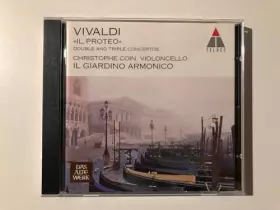 VIVALDI
«IL PROTEO»
DOUBLE AND TRIPLE CONCERTOS
CHRISTOPHE COIN, VIOLONCELLO
IL GIARDINO ARMONICO
TELDEC
DAS
ALTE
WERK